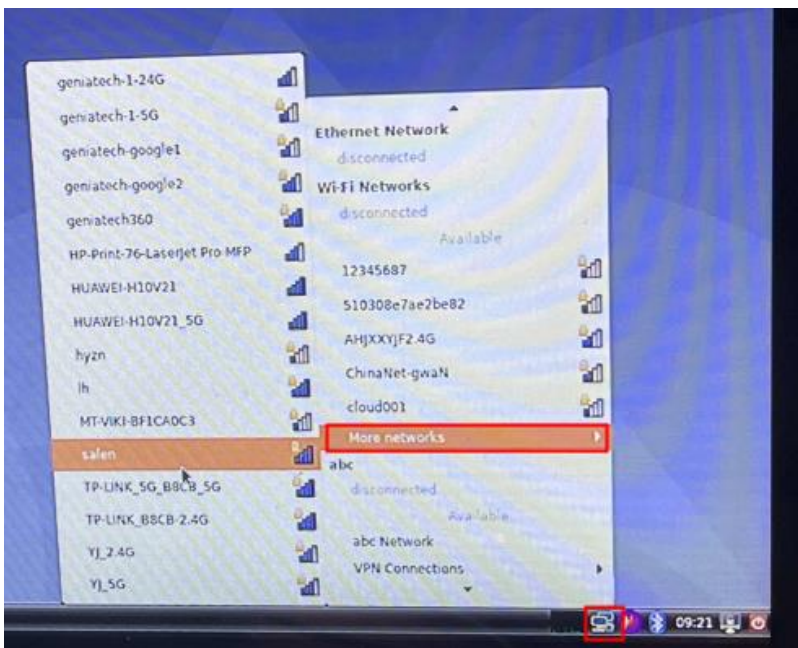 geniatech-1-24G
geniatech-1-5G
geniatech-google1
geniatech-google2
geniatech360
HP-Print-76-LaserJet Pro MFP
HUAWEI-H10V21
HUAWEI-H10V21_5G
hyzn
lh
MT-VIKI-BF1CA0C3
salen
TP-LINK_5G_B8CB_5G
TP-LINK_B8CB-2.4G
YJ_2.4G
YJ_5G
Ethernet Network
disconnected
Wi-Fi Networks
disconnected
Available
12345687
510308e7ae2be82
AHJXXYJF2.4G
ChinaNet-gwaN
cloud001
More networks
abc
disconnected
Available
abc Network
VPN Connections
09:21